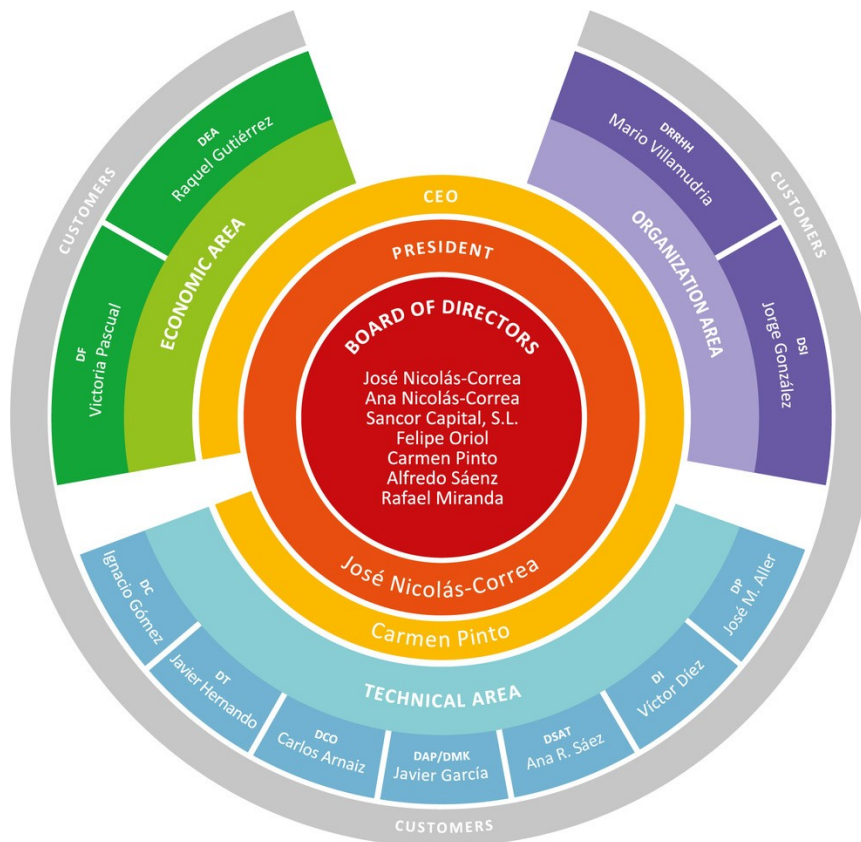 CUSTOMERS
DEA
Raquel Gutiérrez
DF
Victoria Pascual
ECONOMIC AREA
CUSTOMERS
DRRHH
Mario Villamudria
DSI
Jorge González
ORGANIZATION AREA
CEO
PRESIDENT
BOARD OF DIRECTORS
José Nicolás-Correa
Ana Nicolás-Correa
Sancor Capital, S.L.
Felipe Oriol
Carmen Pinto
Alfredo Sáenz
Rafael Miranda
José Nicolás-Correa
Carmen Pinto
TECHNICAL AREA
DC
Ignacio Gómez
DT
Javier Hernando
DCO
Carlos Arnaiz
DAP/DMK
Javier García
DSAT
Ana R. Sáez
DI
Víctor Díez
DP
José M. Aller
CUSTOMERS